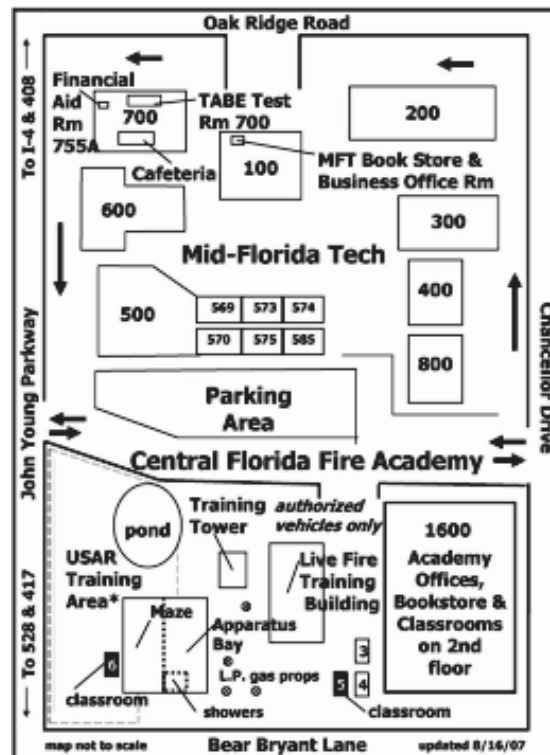 Oak Ridge Road
To I-4 & 408
Financial
Aid
Rm
755A
700
TABE Test
Rm 700
Cafeteria
200
100
MFT Book Store &
Business Office Rm
600
300
Mid-Florida Tech
400
500
569 573 574
570 575 585
800
John Young Parkway
Chancellor Drive
Parking
Area
Central Florida Fire Academy
pond
Training
Tower
authorized
vehicles only
1600
Academy
Offices,
Bookstore &
Classrooms
on 2nd
floor
USAR
Training
Area*
Live Fire
Training
Building
Maze
Apparatus
Bay
To 528 & 417
6
classroom
L.P. gas props
showers
3
5
4
classroom
map not to scale
Bear Bryant Lane
updated 8/16/07